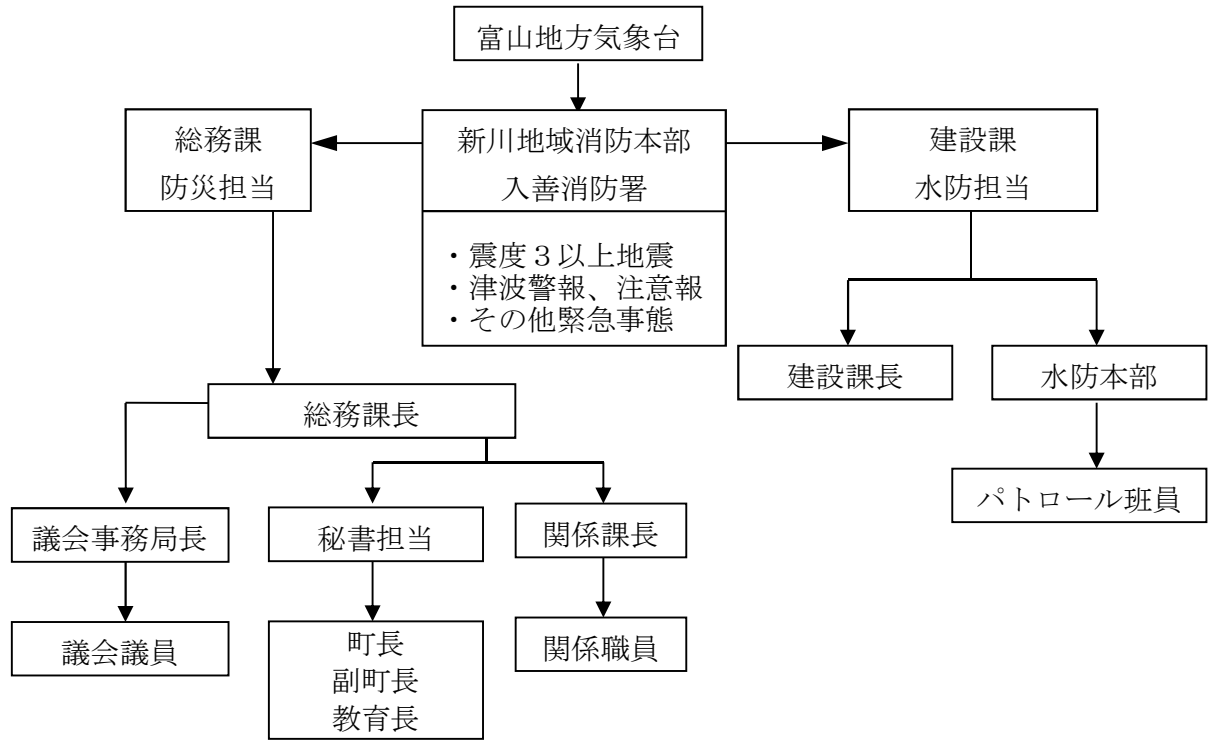 富山地方気象台
総務課
防災担当
新川地域消防本部
入善消防署
・震度３以上地震
・津波警報、注意報
・その他緊急事態
建設課
水防担当
建設課長
水防本部
総務課長
パトロール班員
議会事務局長
秘書担当
関係課長
議会議員
町長
副町長
教育長
関係職員